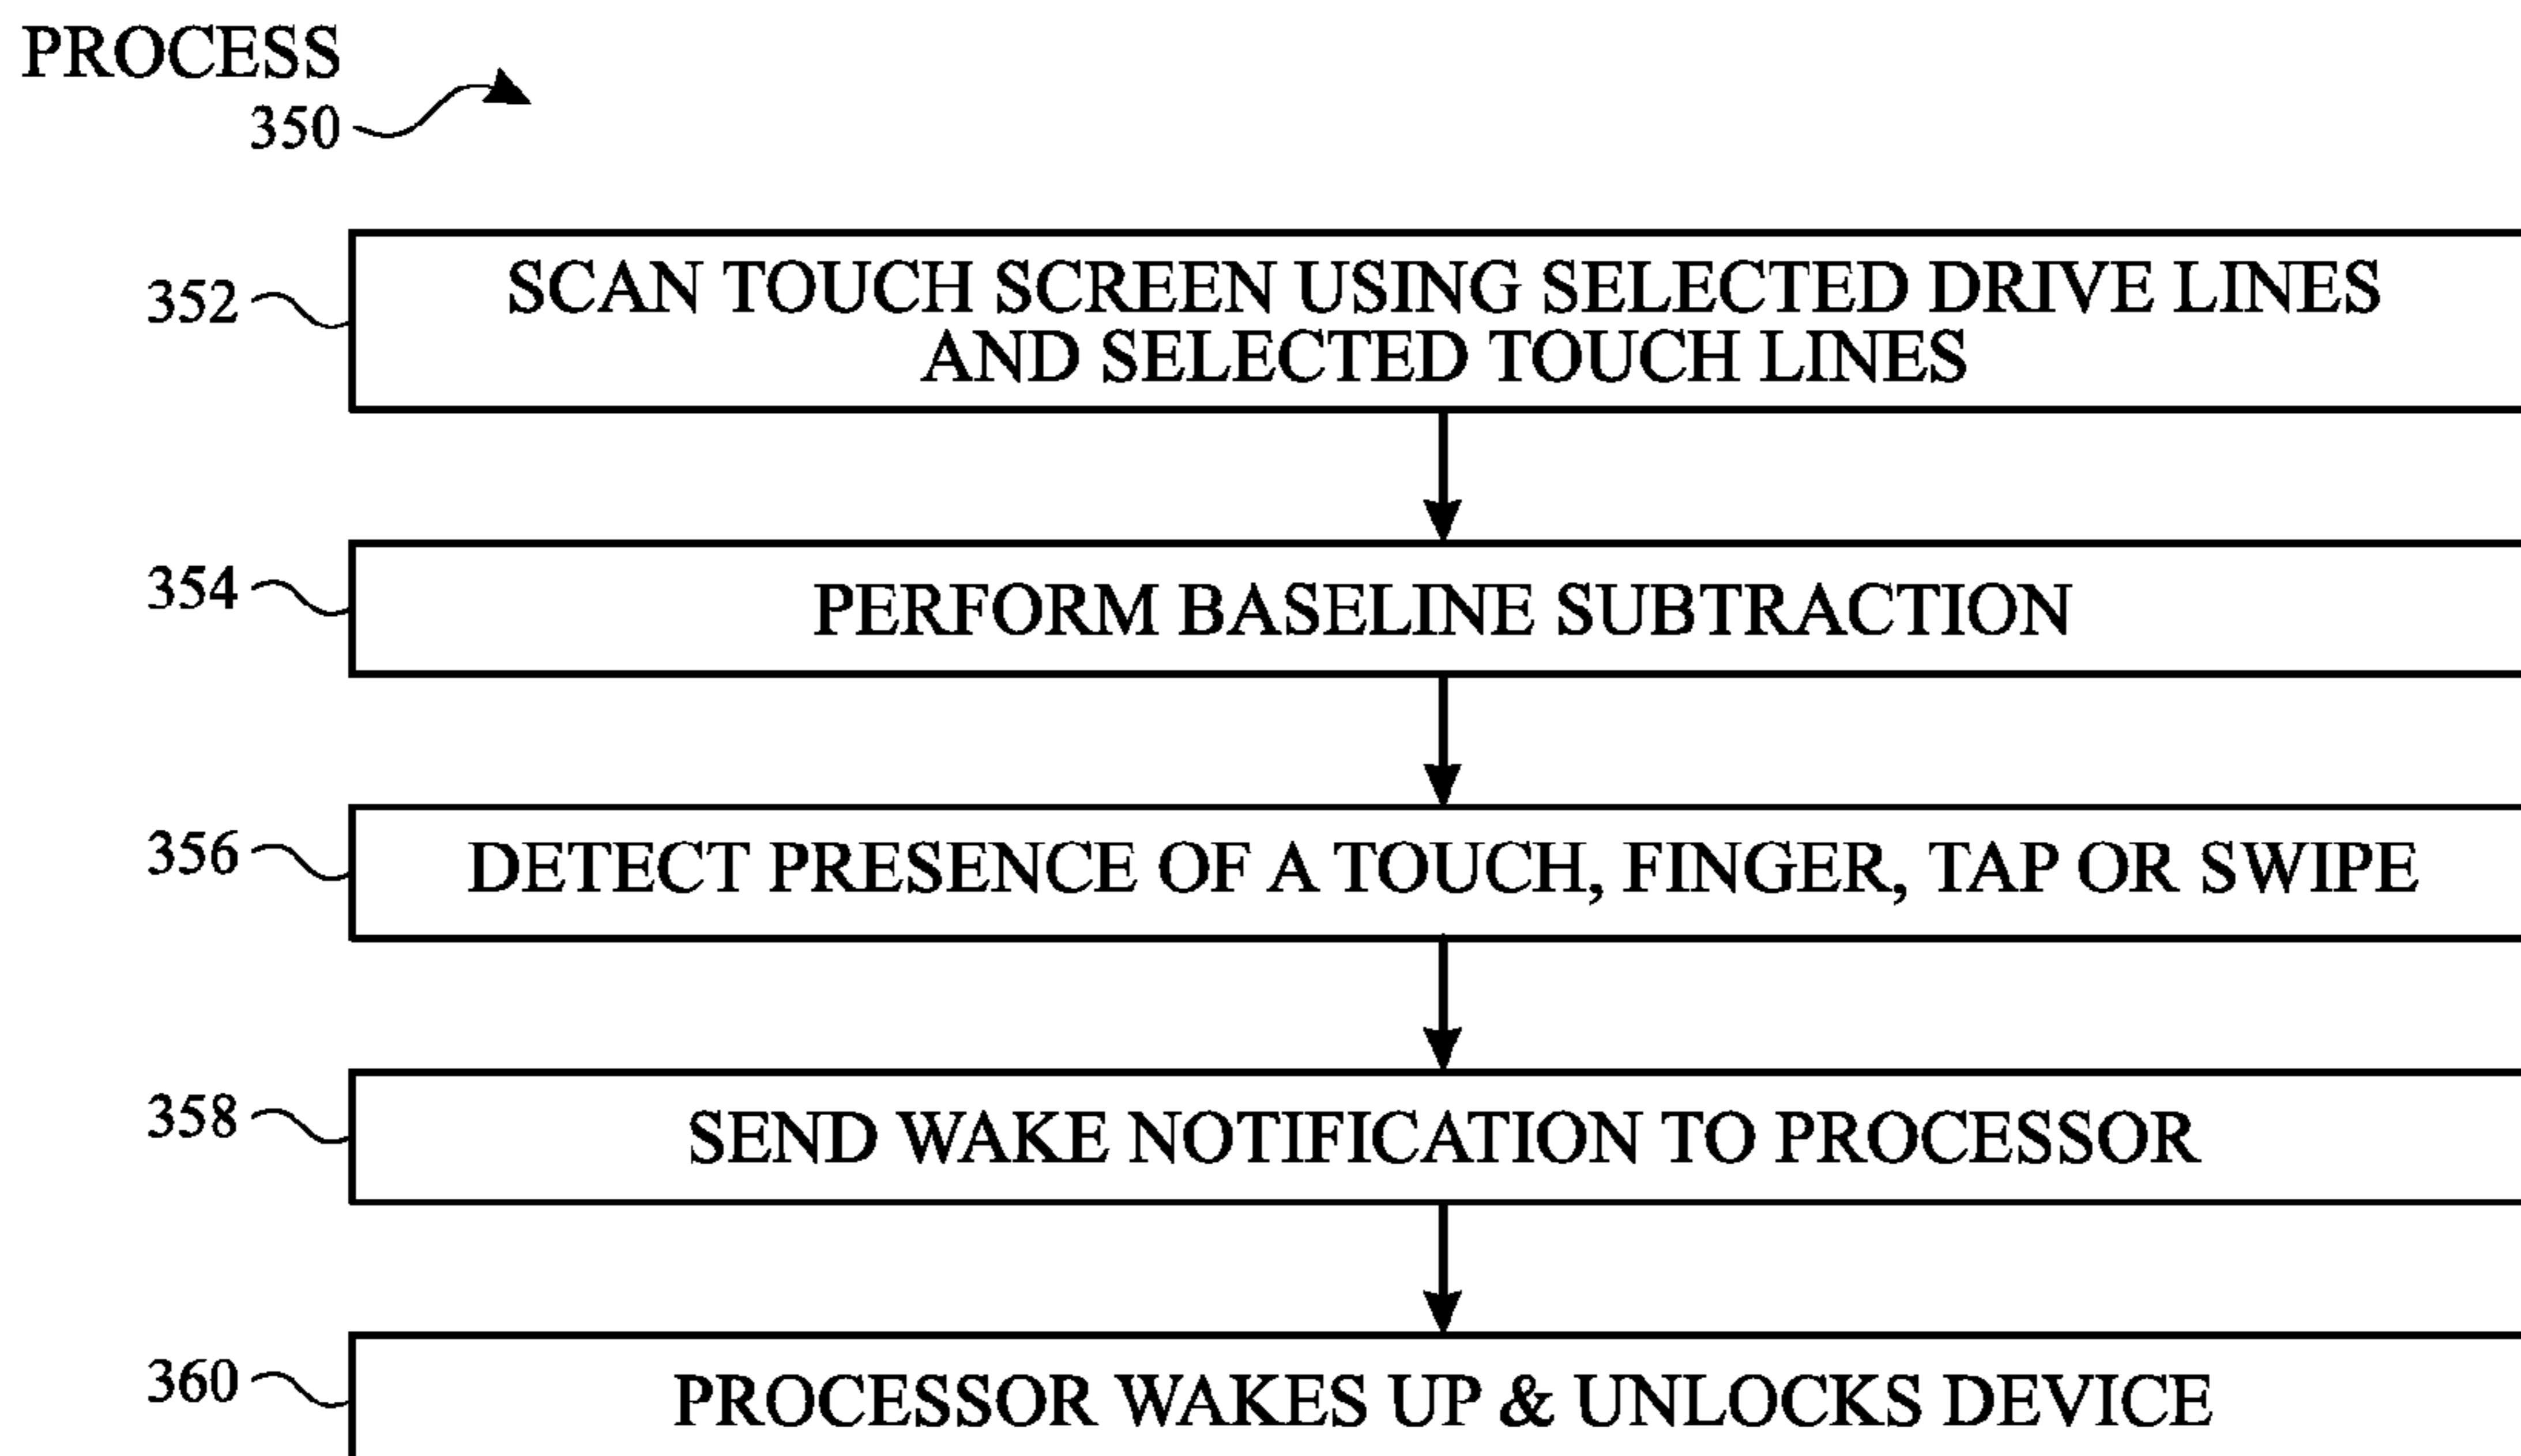 PROCESS
350
352
SCAN TOUCH SCREEN USING SELECTED DRIVE LINES
AND SELECTED TOUCH LINES
354
PERFORM BASELINE SUBTRACTION
356
DETECT PRESENCE OF A TOUCH, FINGER, TAP OR SWIPE
358
SEND WAKE NOTIFICATION TO PROCESSOR
360
PROCESSOR WAKES UP & UNLOCKS DEVICE